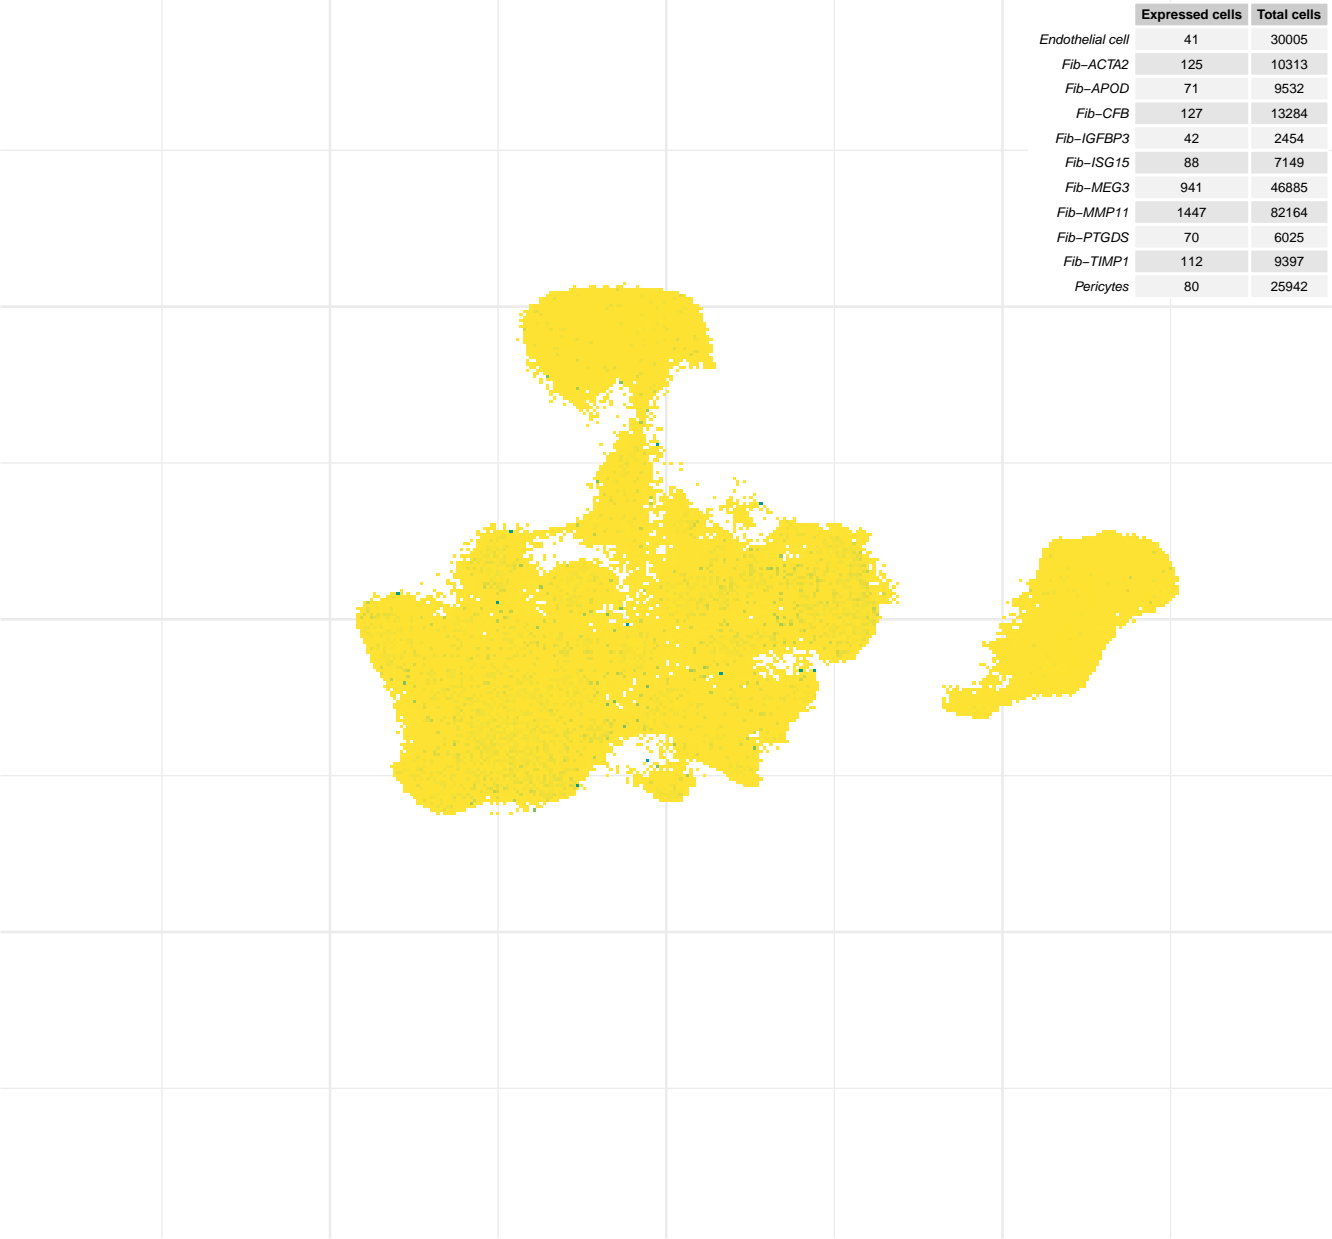 Expressed cells Total cells
Endothelial cell 41 30005
Fib−ACTA2 125 10313
Fib−APOD 71 9532
Fib−CFB 127 13284
Fib−IGFBP3 42 2454
Fib−ISG15 88 7149
Fib−MEG3 941 46885
Fib−MMP11 1447 82164
Fib−PTGDS 70 6025
Fib−TIMP1 112 9397
Pericytes 80 25942